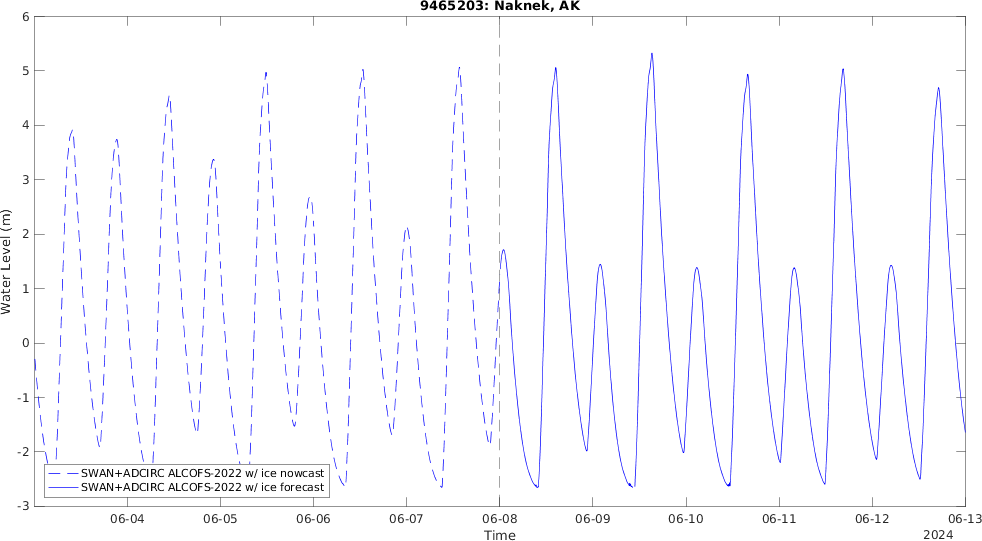 9465203: Naknek, AK
6
5
4
3
2
1
0
-1
-2
-3
Water Level (m)
SWAN+ADCIRC ALCOFS-2022 w/ ice nowcast
SWAN+ADCIRC ALCOFS-2022 w/ ice forecast
06-04 06-05 06-06 06-07 06-08 06-09 06-10 06-11 06-12 06-13
Time
2024